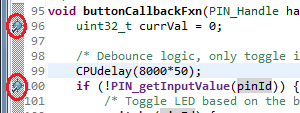 95 void buttonCallbackFxn(PIN_Handle ha
96 uint32_t currVal = 0;
97
98 /* Debounce logic, only toggle i
99 CPUdelay(8000*50);
100 if (!PIN_getInputValue(pinId)) {
101 /* Toggle LED based on the b